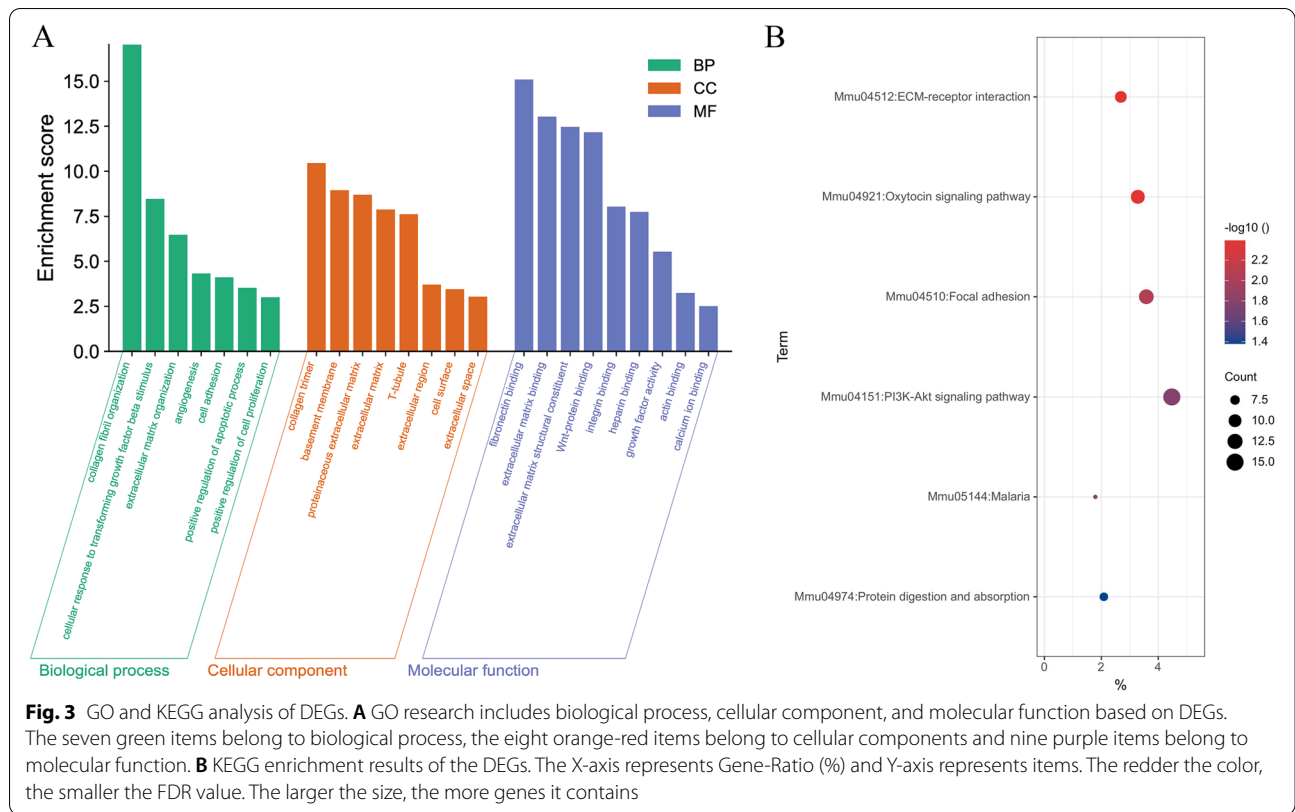 A
Enrichment score
15.0
12.5
10.0
7.5
5.0
2.5
0.0
BP
CC
MF
collagen fibril organization
cellular response to transforming growth factor beta stimulus
extracellular matrix organization
angiogenesis
cell adhesion
positive regulation of apoptotic process
positive regulation of cell proliferation
collagen trimer
basement membrane
proteinaceous extracellular matrix
extracellular matrix
T-tubule
extracellular region
cell surface
extracellular space
fibronectin binding
extracellular matrix binding
extracellular matrix structural constituent
Wnt-protein binding
integrin binding
heparin binding
growth factor activity
actin binding
calcium ion binding
Biological process
Cellular component
Molecular function
B
Term
Mmu04512:ECM-receptor interaction
Mmu04921:Oxytocin signaling pathway
Mmu04510:Focal adhesion
Mmu04151:PI3K-Akt signaling pathway
Mmu05144:Malaria
Mmu04974:Protein digestion and absorption
0
2
4
%
-log10 ()
2.2
2.0
1.8
1.6
1.4
Count
7.5
10.0
12.5
15.0
Fig. 3 GO and KEGG analysis of DEGs. A GO research includes biological process, cellular component, and molecular function based on DEGs.
The seven green items belong to biological process, the eight orange-red items belong to cellular components and nine purple items belong to
molecular function. B KEGG enrichment results of the DEGs. The X-axis represents Gene-Ratio (%) and Y-axis represents items. The redder the color,
the smaller the FDR value. The larger the size, the more genes it contains